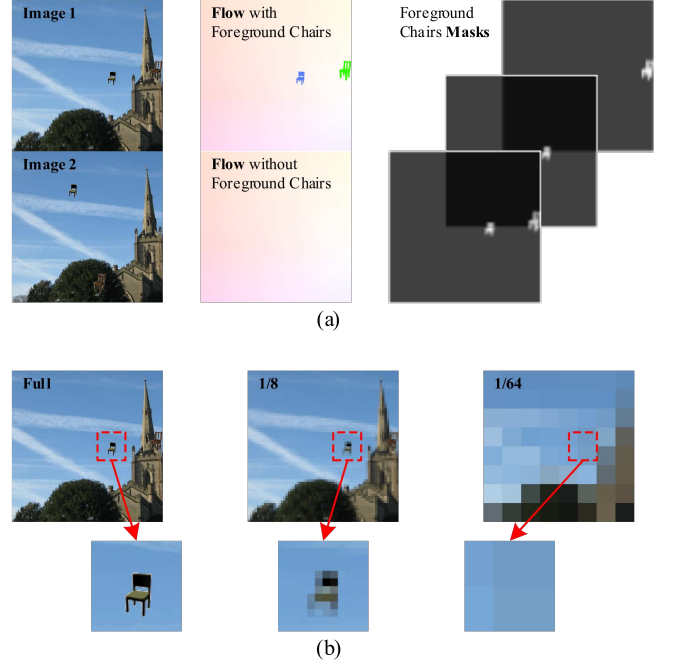 Image 1
Flow with
Foreground Chairs
Foreground
Chairs Masks
Image 2
Flow without
Foreground Chairs
(a)
Full
1/8
1/64
(b)